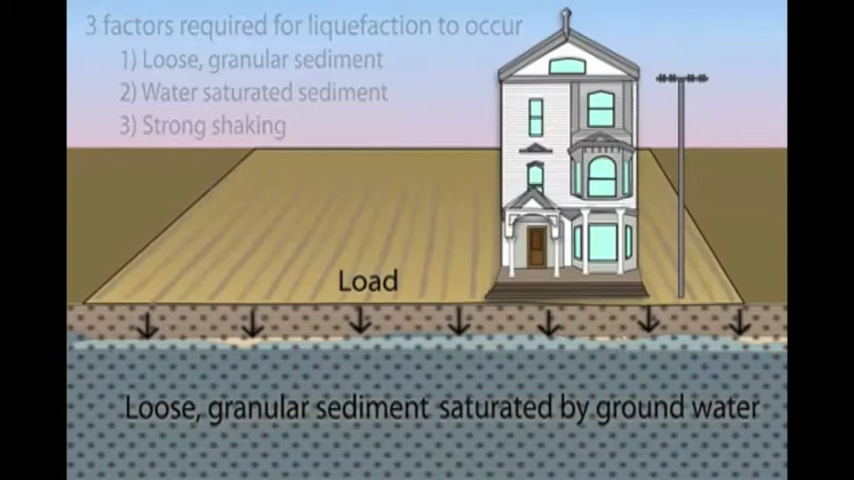 3 factors required for liquefaction to occur
1) Loose, granular sediment
2) Water saturated sediment
3) Strong shaking
Load
Loose, granular sediment saturated by ground water